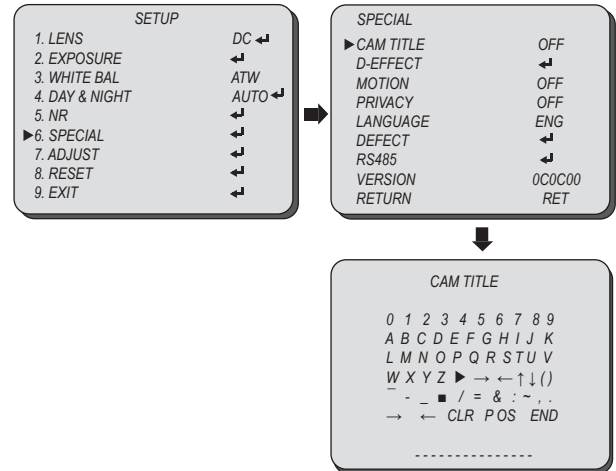 SETUP
1. LENS DC ↵
2. EXPOSURE ↵
3. WHITE BAL ATW
4. DAY & NIGHT AUTO ↵
5. NR ↵
▶6. SPECIAL ↵
7. ADJUST ↵
8. RESET ↵
9. EXIT ↵
SPECIAL
▶CAM TITLE OFF
D-EFFECT ↵
MOTION OFF
PRIVACY OFF
LANGUAGE ENG
DEFECT ↵
RS485 ↵
VERSION 0C0C00
RETURN RET
CAM TITLE
0 1 2 3 4 5 6 7 8 9
A B C D E F G H I J K
L M N O P Q R S T U V
W X Y Z ▶ → ← ↑ ↓ ( )
¯ - _ ■ / = & : ~ , .
→ ← CLR POS END
---------------